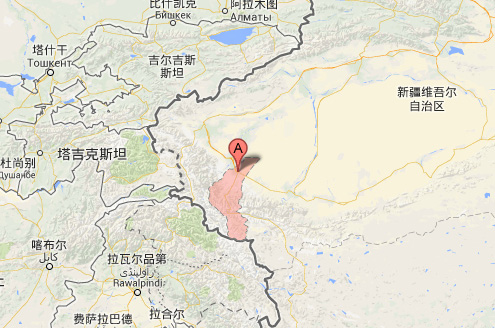 比什凯克
Бишкек
阿拉木图
Алматы
塔什干
Тошкент
吉尔吉斯
斯坦
新疆维吾尔
自治区
A
杜尚别
Душанбе
塔吉克斯坦
喀布尔
کابل
拉瓦尔品第
راولپنڈی
Rawalpindi
费萨拉巴德
拉合尔